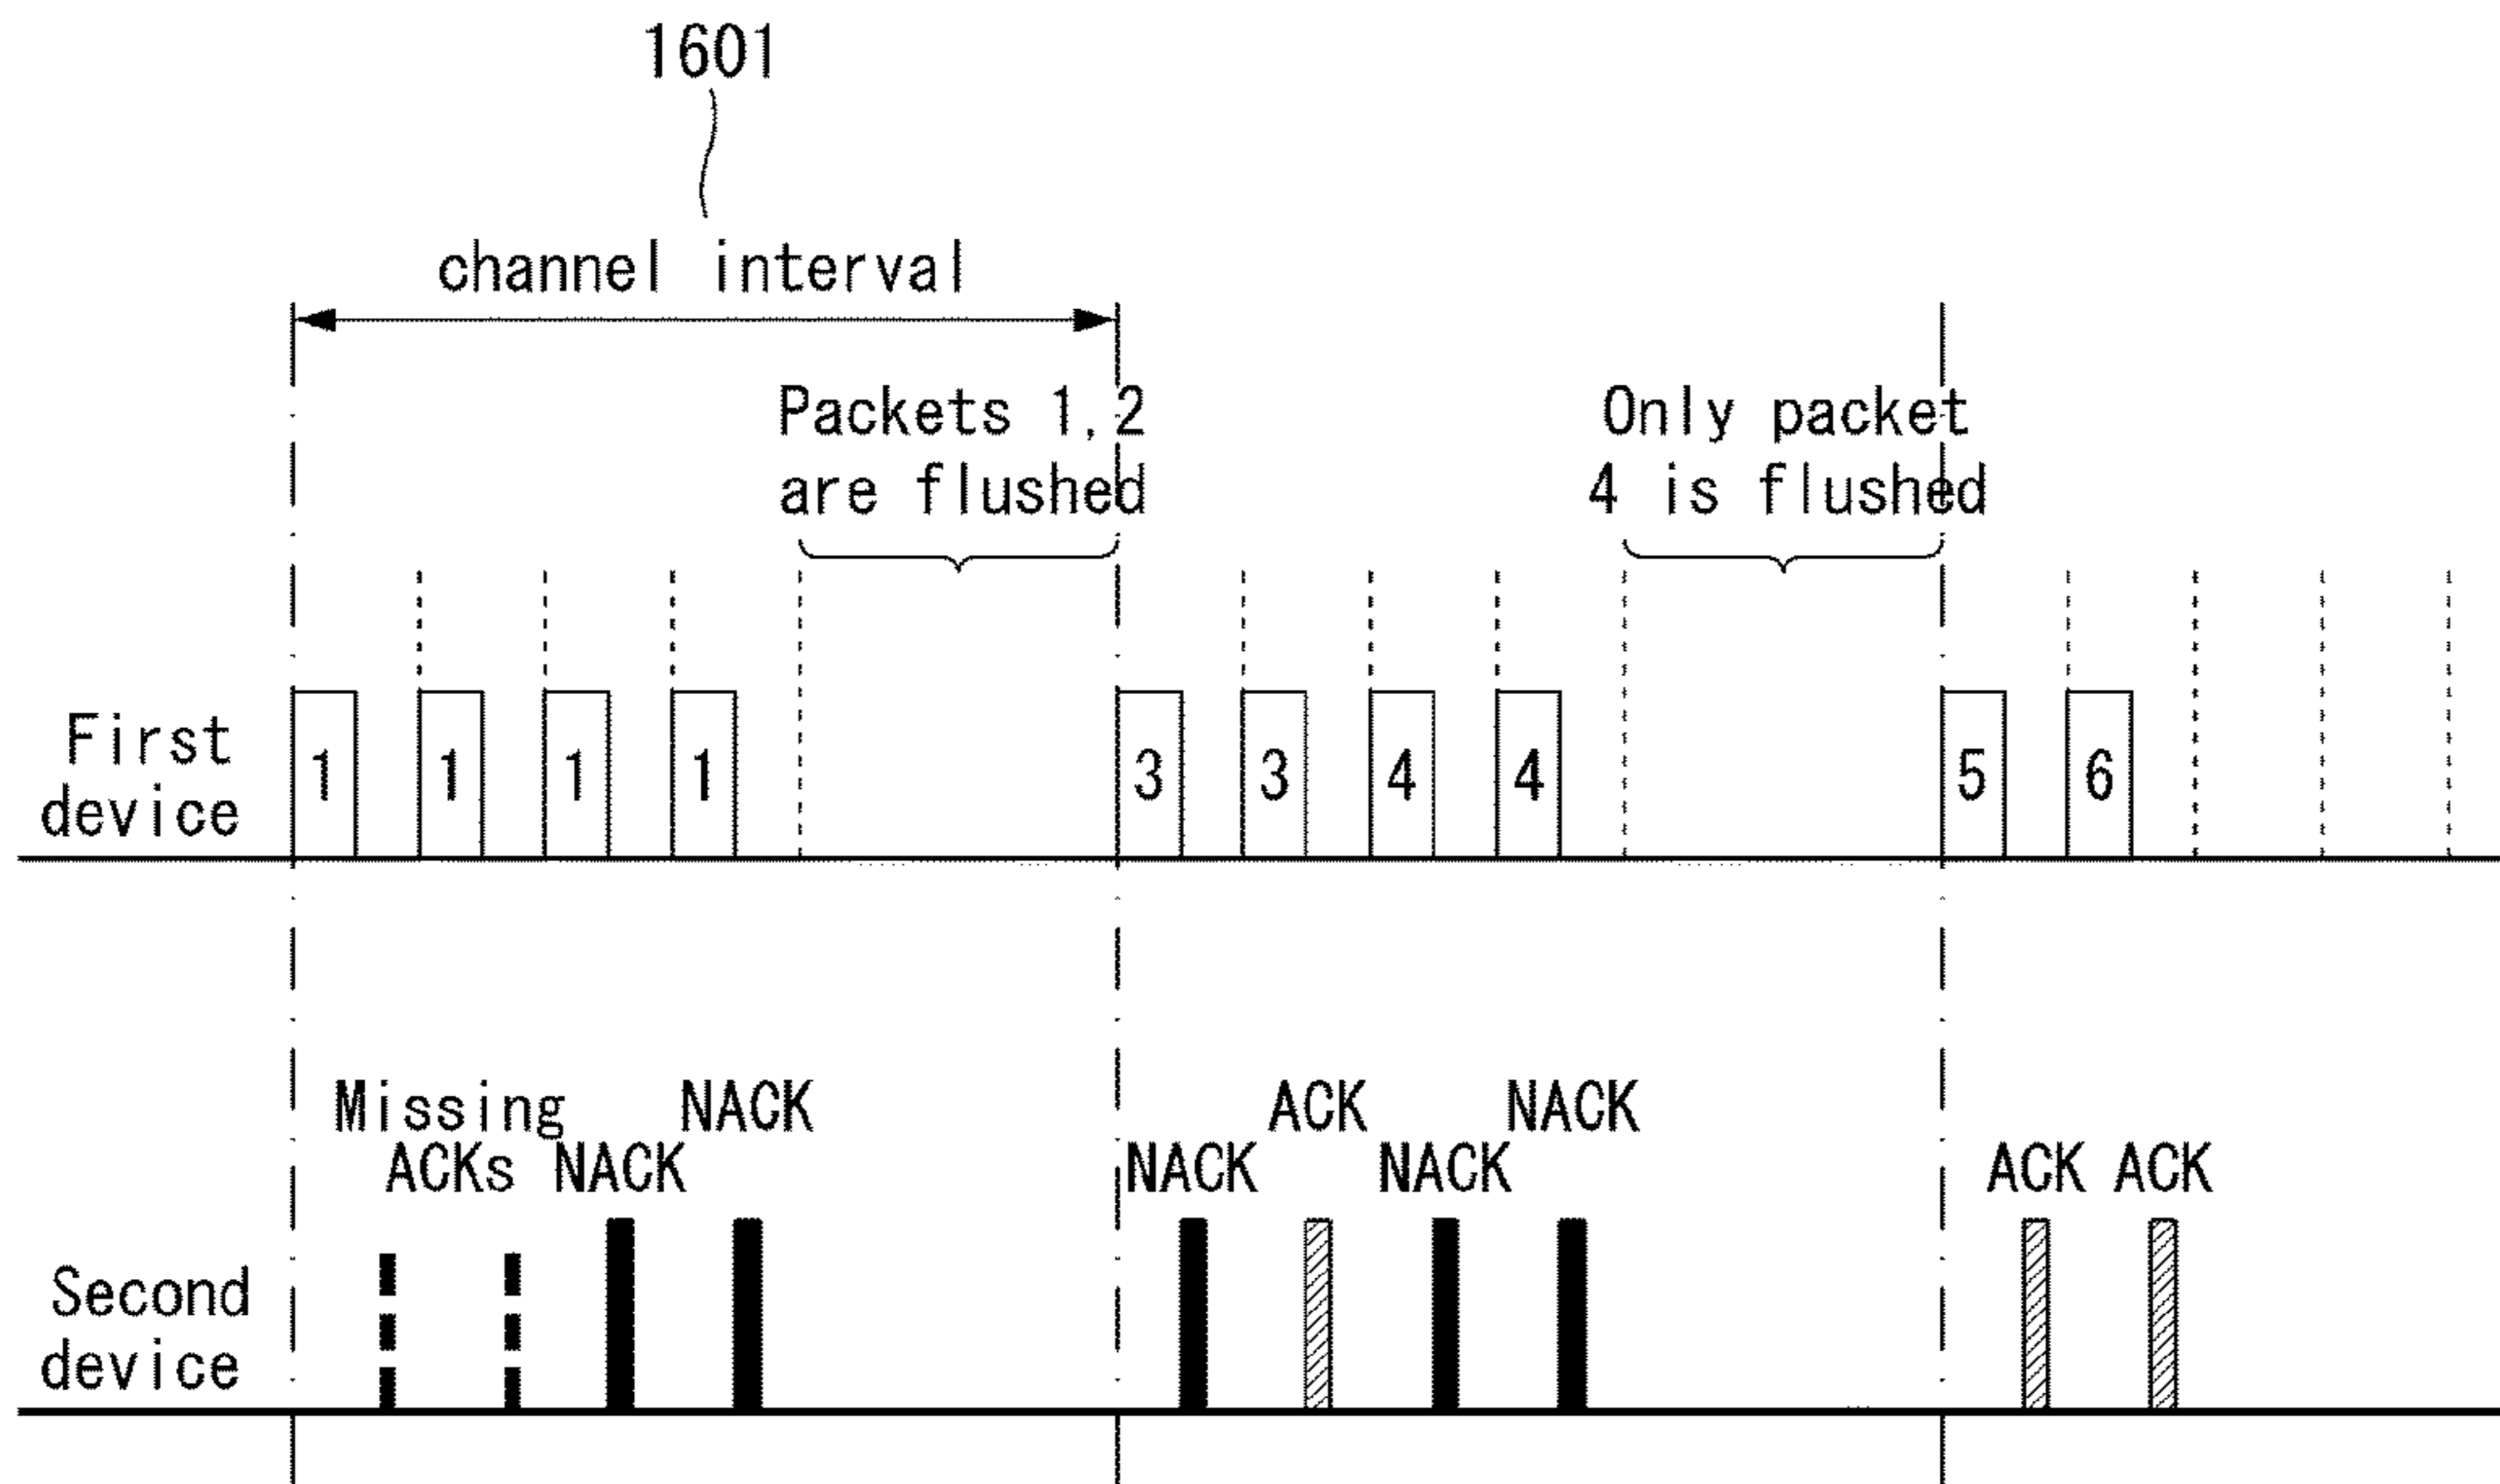 1601
channel interval
Packets 1,2
are flushed
Only packet
4 is flushed
First
device
1 1 1 1 3 3 4 4 5 6
Missing
ACKs
NACK
NACK
NACK
ACK
NACK
NACK
ACK ACK
Second
device